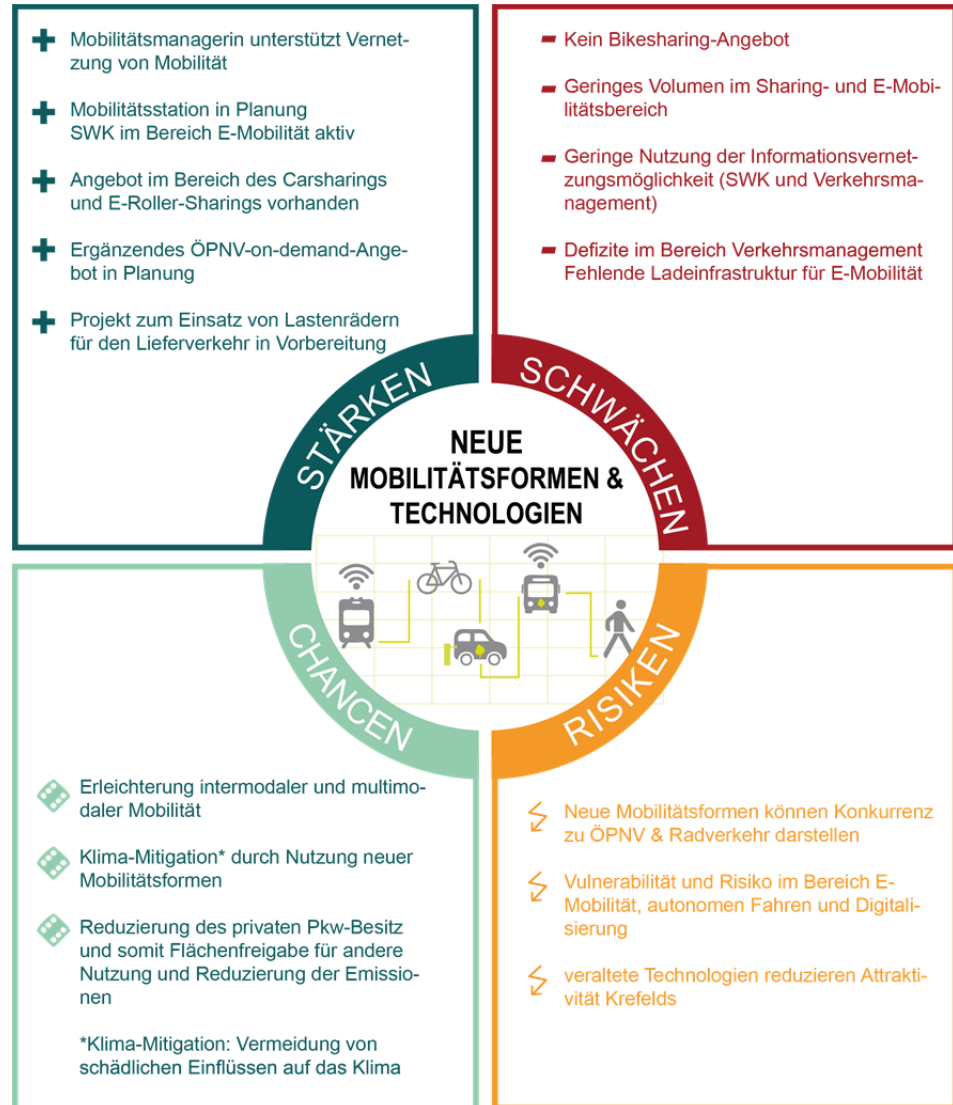 Mobilitätsmanagerin unterstützt Vernet-
zung von Mobilität
Mobilitätsstation in Planung
SWK im Bereich E-Mobilität aktiv
Angebot im Bereich des Carsharings
und E-Roller-Sharings vorhanden
Ergänzendes ÖPNV-on-demand-Ange-
bot in Planung
Projekt zum Einsatz von Lastenrädern
für den Lieferverkehr in Vorbereitung
STÄRKEN
Kein Bikesharing-Angebot
Geringes Volumen im Sharing- und E-Mobi-
litätsbereich
Geringe Nutzung der Informationsvernet-
zungsmöglichkeit (SWK und Verkehrsma-
nagement)
Defizite im Bereich Verkehrsmanagement
Fehlende Ladeinfrastruktur für E-Mobilität
SCHWÄCHEN
NEUE
MOBILITÄTSFORMEN &
TECHNOLOGIEN
CHANCEN
Erleichterung intermodaler und multimo-
daler Mobilität
Klima-Mitigation* durch Nutzung neuer
Mobilitätsformen
Reduzierung des privaten Pkw-Besitz
und somit Flächenfreigabe für andere
Nutzung und Reduzierung der Emissio-
nen
*Klima-Mitigation: Vermeidung von
schädlichen Einflüssen auf das Klima
RISIKEN
Neue Mobilitätsformen können Konkurrenz
zu ÖPNV & Radverkehr darstellen
Vulnerabilität und Risiko im Bereich E-
Mobilität, autonomen Fahren und Digitali-
sierung
veraltete Technologien reduzieren Attrakti-
vität Krefelds